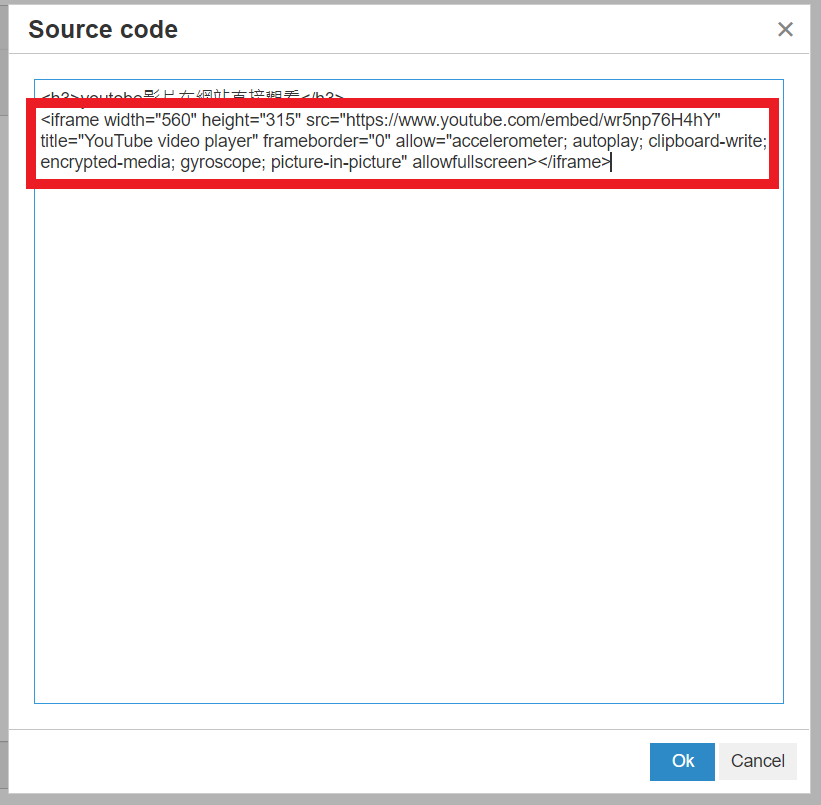 Source code
<h3>youtobe影片在網站直接觀看</h3>
<iframe width="560" height="315" src="https://www.youtube.com/embed/wr5np76H4hY"
title="YouTube video player" frameborder="0" allow="accelerometer; autoplay; clipboard-write;
encrypted-media; gyroscope; picture-in-picture" allowfullscreen></iframe>
Ok
Cancel